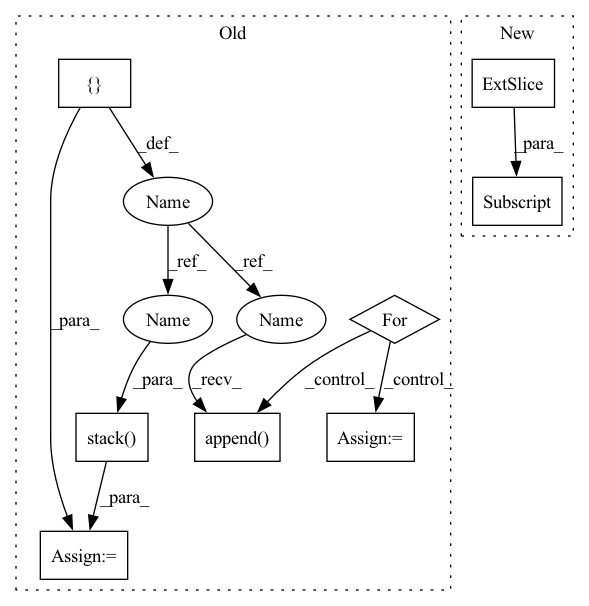 Old
New
{}
ExtSlice
_def_
_para_
Name
Subscript
_ref_
_ref_
_para_
Name
Name
For
_para_
_recv_
_control_
_control_
stack()
append()
Assign:=
_para_
Assign:=